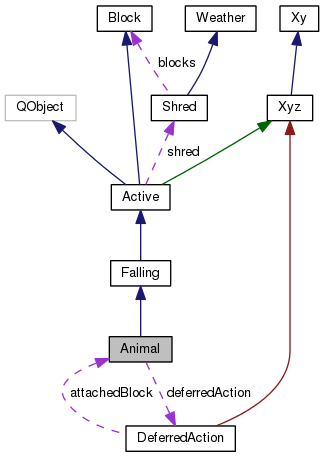 Block
Weather
Xy
blocks
QObject
Shred
Xyz
shred
Active
Falling
Animal
attachedBlock
deferredAction
DeferredAction